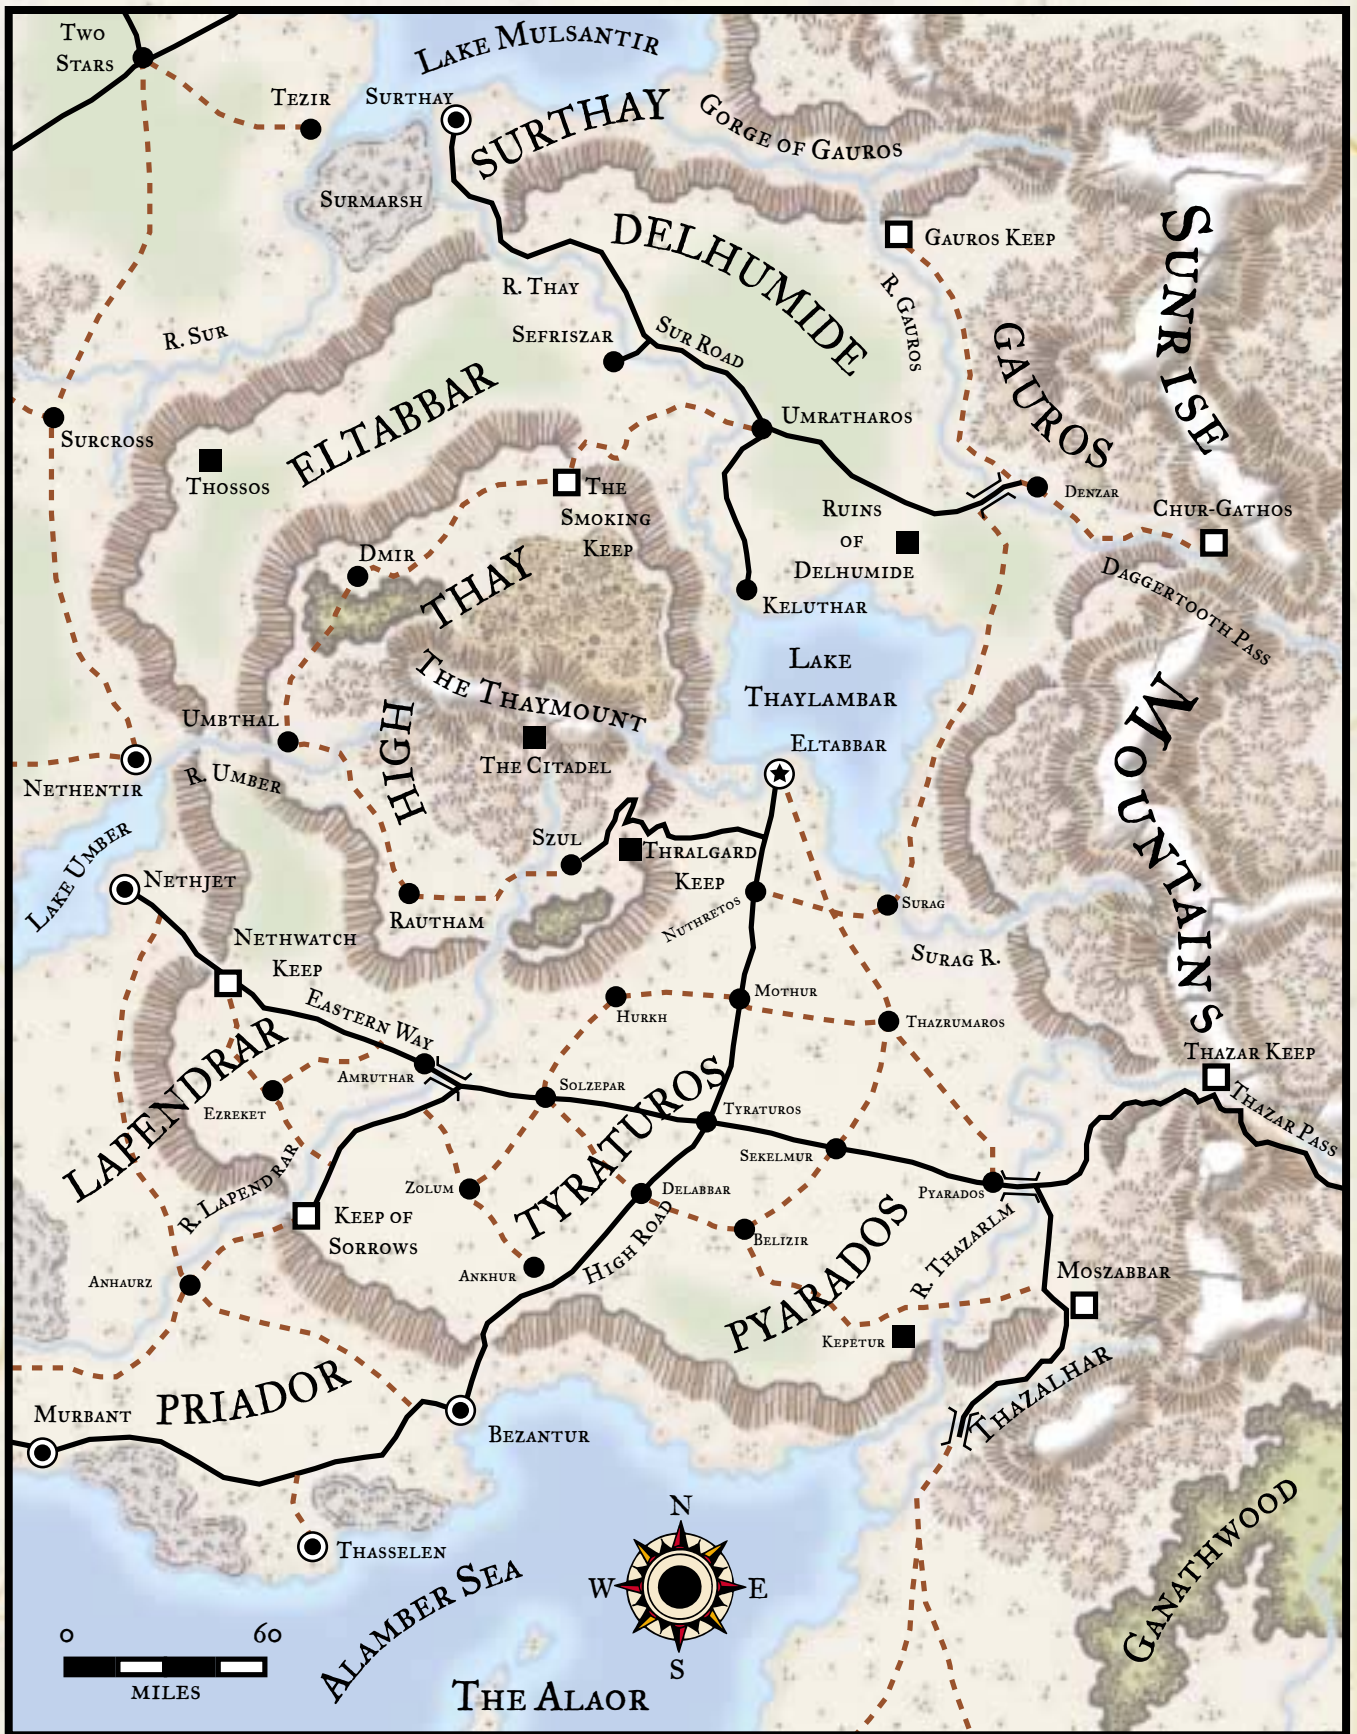 Two
Stars
Lake Mulsantir
Tezir
Surthay
SURTHAY
Gorge of Gauros
Surmarsh
DELHUMIDE
Gauros Keep
SUNRISE
R. Thay
R. Gauros
R. Sur
Sefriszar
Sur Road
GAUROS
ELTABBAR
Umratharos
Surcross
Thossos
The
Smoking
Keep
Denzar
Ruins
of
Delhumide
Chur-Gathos
Dmir
THAY
Keluthar
Daggertooth Pass
Lake
Thaylambar
The Thaymount
MOUNTAINS
Umbthal
HIGH
The Citadel
Eltabbar
Nethentir
R. Umber
Lake Umber
Szul
Thralgard
Keep
Nethjet
Rautham
Nuthretos
Surag
Nethwatch
Keep
Surag R.
Eastern Way
Hurkh
Mothur
Thazrumaros
LAPENDRAR
Amruthar
Thazar Keep
Ezreket
Solzepar
TYRATUROS
Tyraturos
Thazar Pass
Sekelmur
R. Lapendrar
Zolum
Delabbar
Pyarados
Keep of
Sorrows
High Road
Belizir
PYARADOS
R. Thazarlm
Anhaurz
Ankhur
Moszabbar
Kepetur
PRIADOR
Thazalhar
Murbant
Bezantur
Ganathwood
Thasselen
Alamber Sea
N
W
E
S
0 60
miles
The Alaor